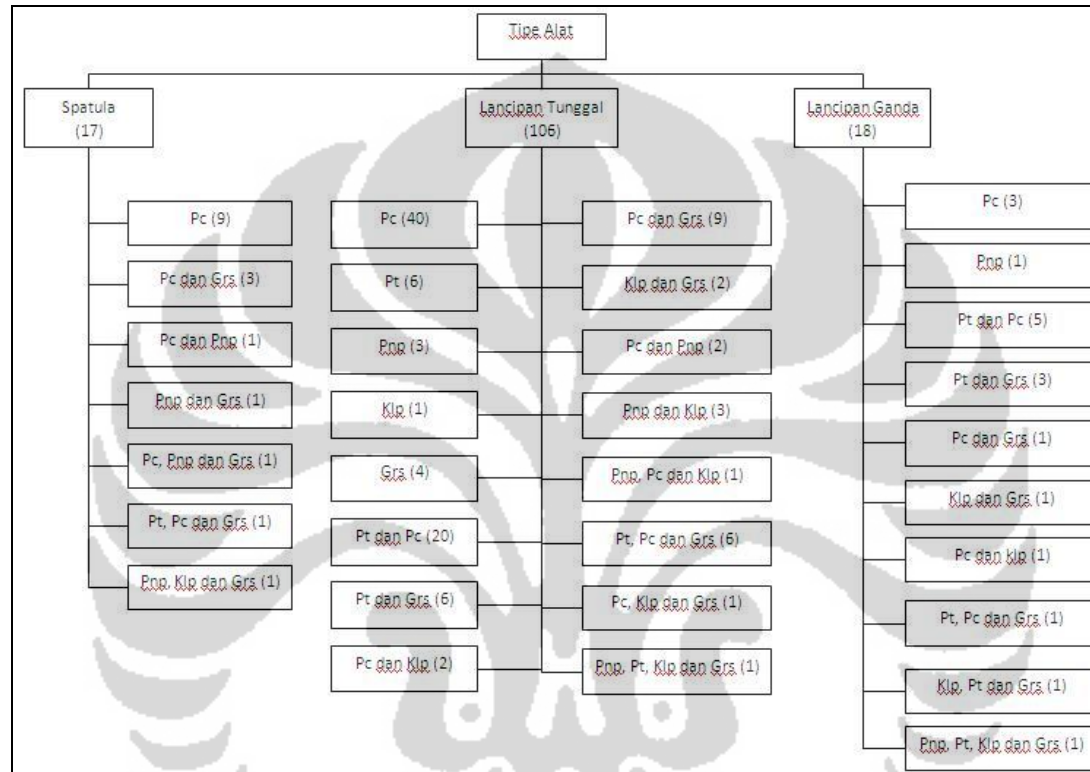 Tipe Alat
Spatula
(17)
Pc (9)
Pc dan Grs (3)
Pc dan Pnp (1)
Pnp dan Grs (1)
Pc, Pnp dan Grs (1)
Pt, Pc dan Grs (1)
Pnp, Klp dan Grs (1)
Lancipan Tunggal
(106)
Pc (40)
Pt (6)
Pnp (3)
Klp (1)
Grs (4)
Pt dan Pc (20)
Pt dan Grs (6)
Pc dan Klp (2)
Pc dan Grs (9)
Klp dan Grs (2)
Pc dan Pnp (2)
Pnp dan Klp (3)
Pnp, Pc dan Klp (1)
Pt, Pc dan Grs (6)
Pc, Klp dan Grs (1)
Pnp, Pt, Klp dan Grs (1)
Lancipan Ganda
(18)
Pc (3)
Pnp (1)
Pt dan Pc (5)
Pt dan Grs (3)
Pc dan Grs (1)
Klp dan Grs (1)
Pc dan klp (1)
Pt, Pc dan Grs (1)
Klp, Pt dan Grs (1)
Pnp, Pt, Klp dan Grs (1)